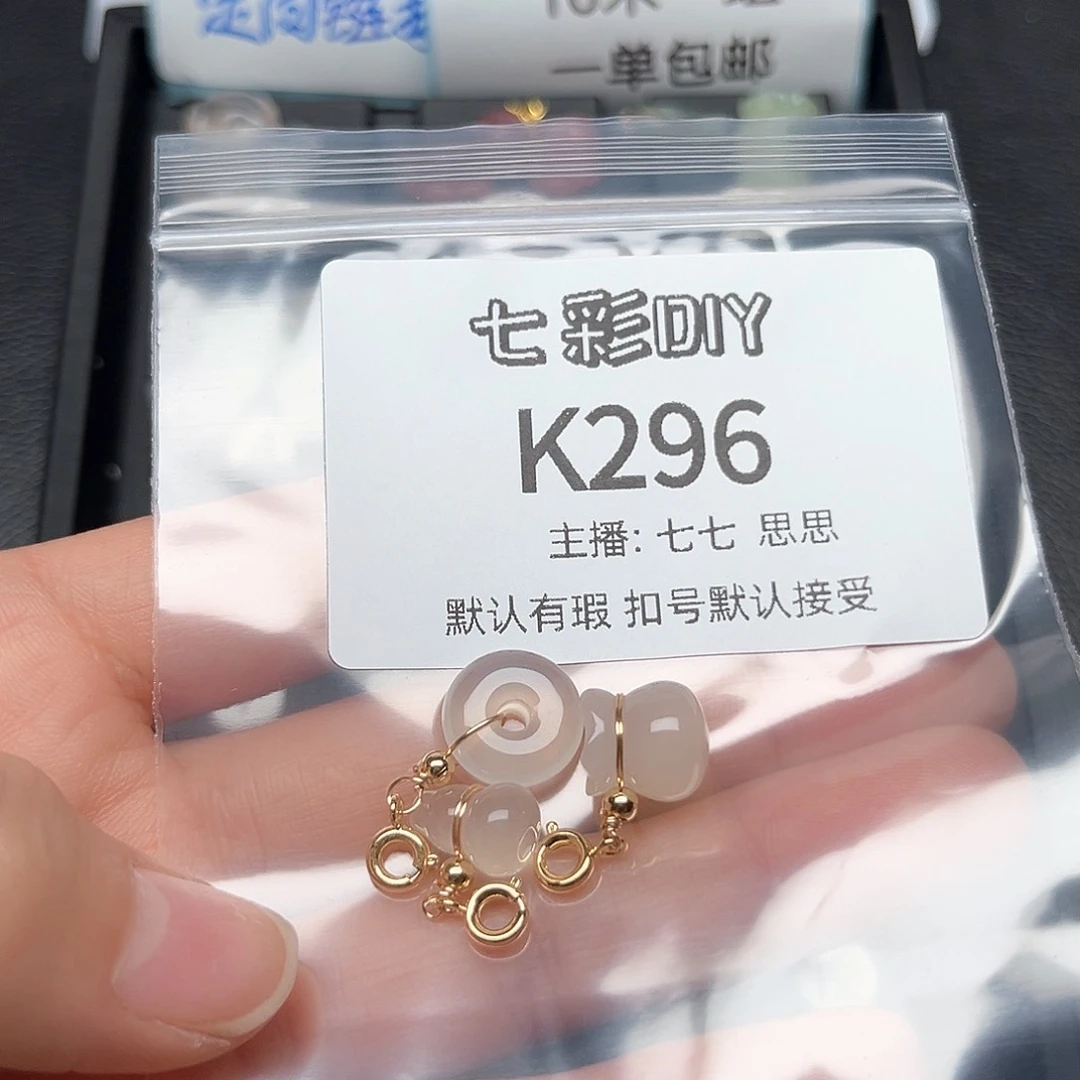 一单包邮
七彩DIY
K296
主播: 七七 思思
默认有瑕 扣号默认接受